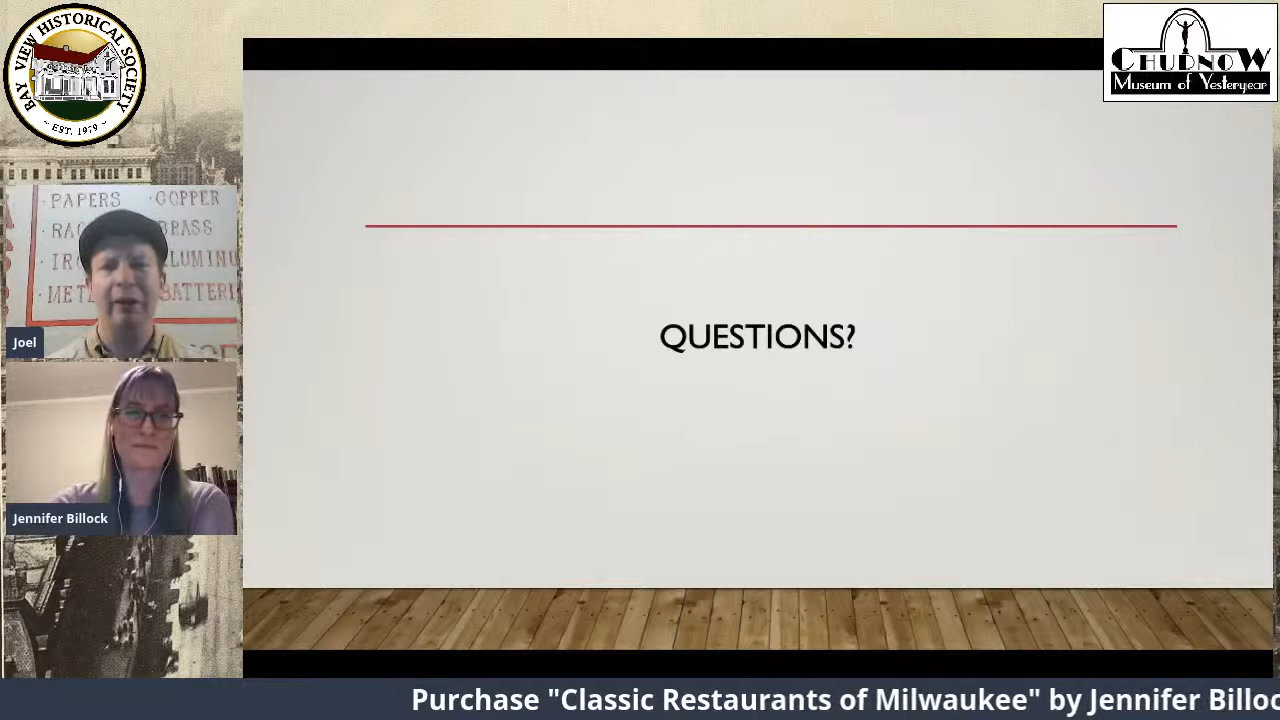 BAY VIEW HISTORICAL SOCIETY
~ EST. 1979 ~
CHUDNOW
Museum of Yesteryear
· PAPERS · COPPER
BRASS
Joel
Jennifer Billock
QUESTIONS?
Purchase "Classic Restaurants of Milwaukee" by Jennifer Billoc